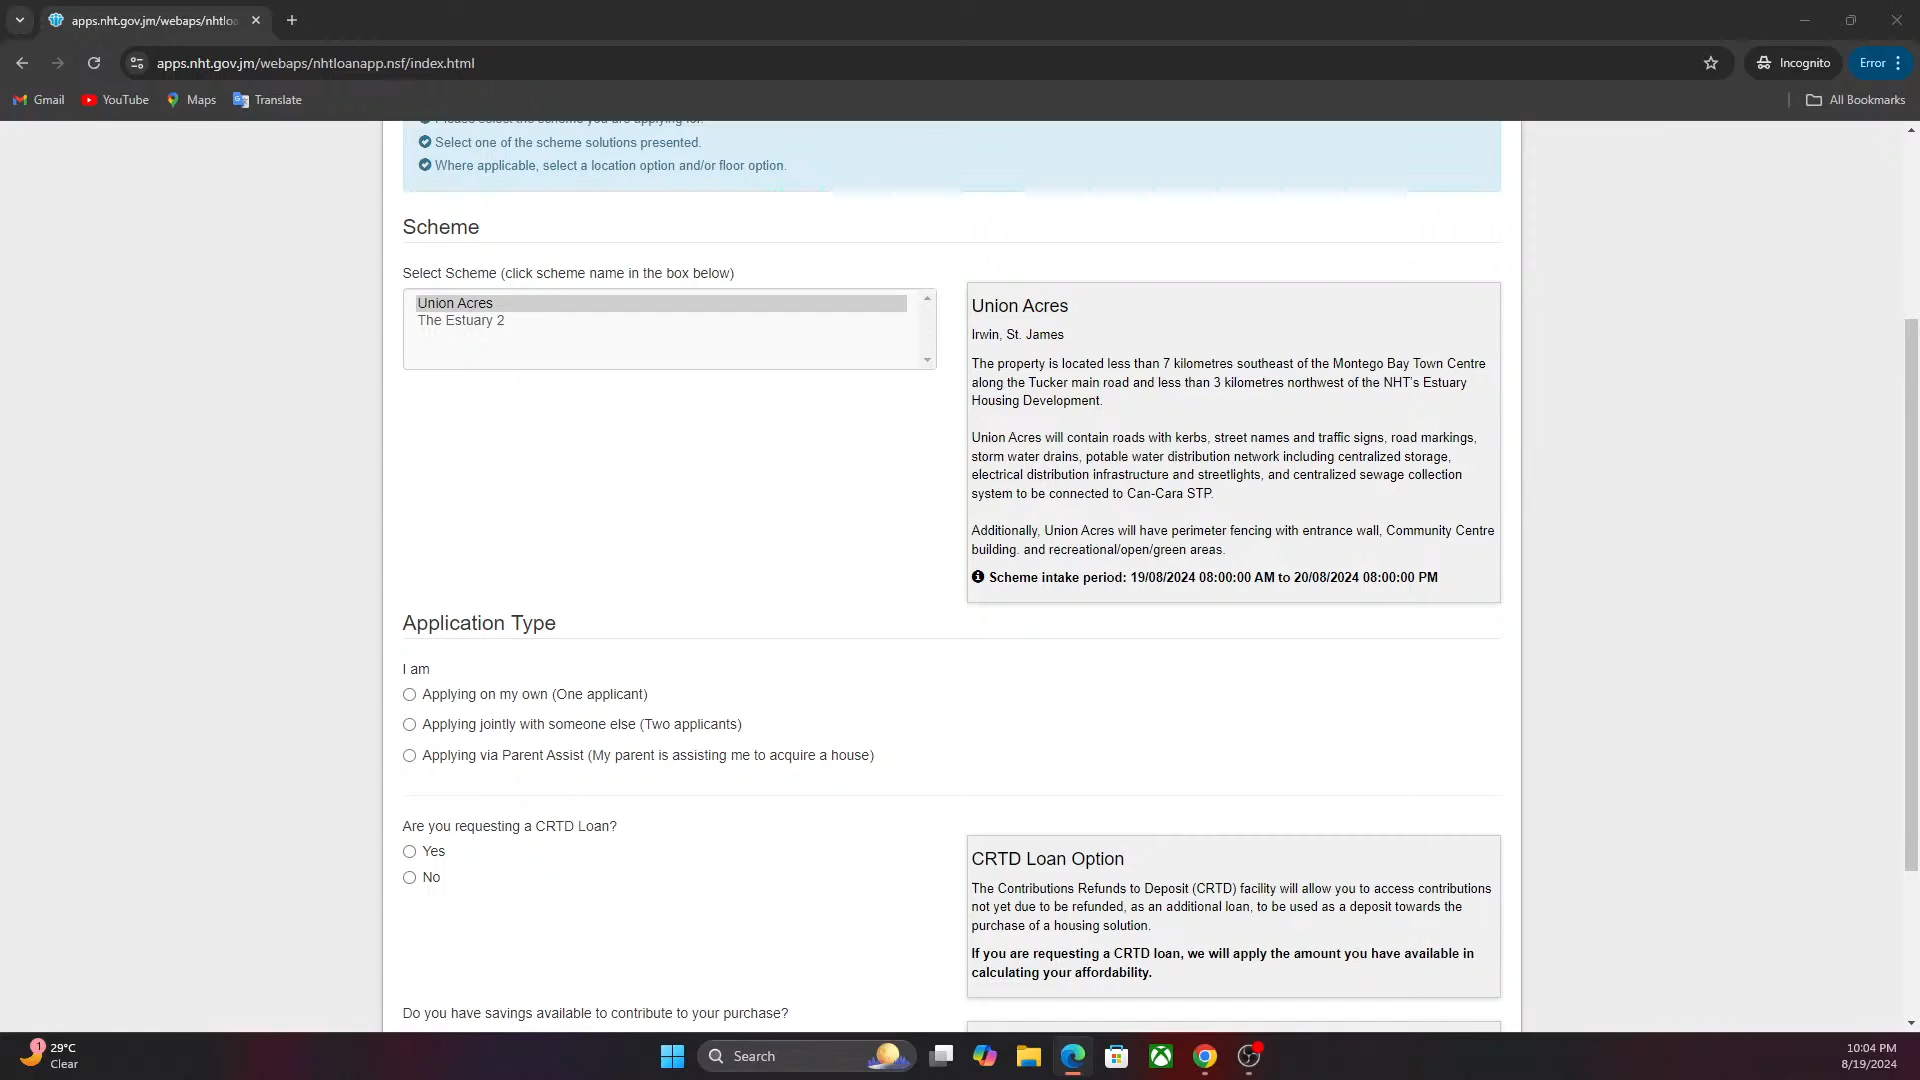 apps.nht.gov.jm/webaps/nhtloa
apps.nht.gov.jm/webaps/nhtloanapp.nsf/index.html
Incognito
Error
Gmail
YouTube
Maps
Translate
All Bookmarks
Please select the scheme you are applying for.
Select one of the scheme solutions presented.
Where applicable, select a location option and/or floor option.
Scheme
Select Scheme (click scheme name in the box below)
Union Acres
The Estuary 2
Union Acres
Irwin, St. James
The property is located less than 7 kilometres southeast of the Montego Bay Town Centre
along the Tucker main road and less than 3 kilometres northwest of the NHT's Estuary
Housing Development.
Union Acres will contain roads with kerbs, street names and traffic signs, road markings,
storm water drains, potable water distribution network including centralized storage,
electrical distribution infrastructure and streetlights, and centralized sewage collection
system to be connected to Can-Cara STP.
Additionally, Union Acres will have perimeter fencing with entrance wall, Community Centre
building. and recreational/open/green areas.
Scheme intake period: 19/08/2024 08:00:00 AM to 20/08/2024 08:00:00 PM
Application Type
I am
Applying on my own (One applicant)
Applying jointly with someone else (Two applicants)
Applying via Parent Assist (My parent is assisting me to acquire a house)
Are you requesting a CRTD Loan?
Yes
No
CRTD Loan Option
The Contributions Refunds to Deposit (CRTD) facility will allow you to access contributions
not yet due to be refunded, as an additional loan, to be used as a deposit towards the
purchase of a housing solution.
If you are requesting a CRTD loan, we will apply the amount you have available in
calculating your affordability.
Do you have savings available to contribute to your purchase?
1
29°C
Clear
Search
10:04 PM
8/19/2024